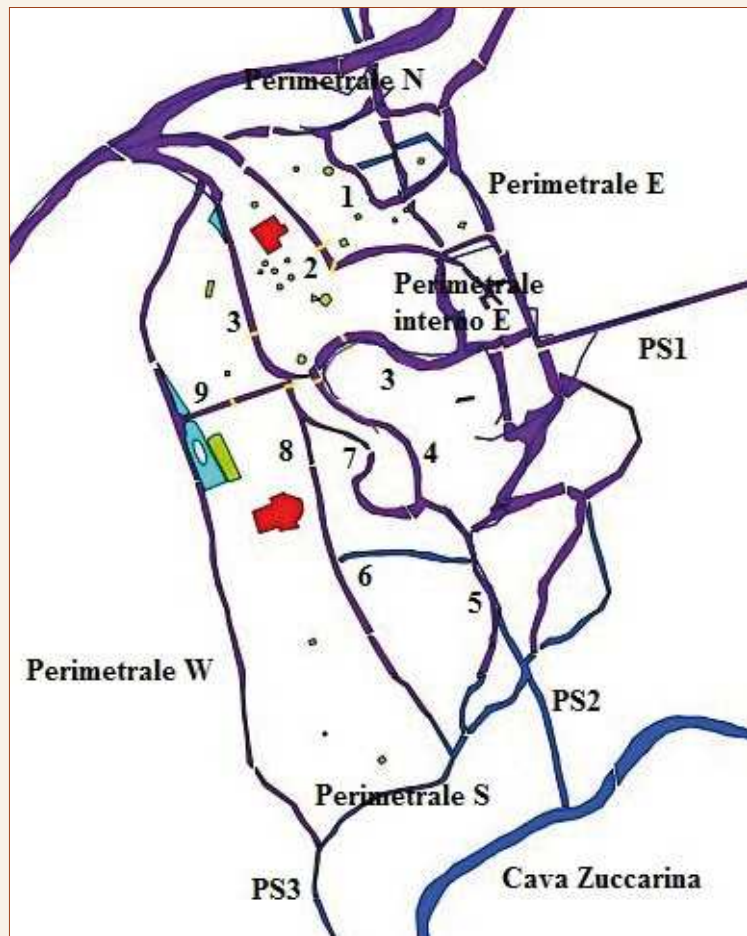 Perimetrale N
Perimetrale E
1
2
Perimetrale
interno E
3
PS1
3
9
8
7
4
6
5
Perimetrale W
PS2
Perimetrale S
Cava Zuccarina
PS3